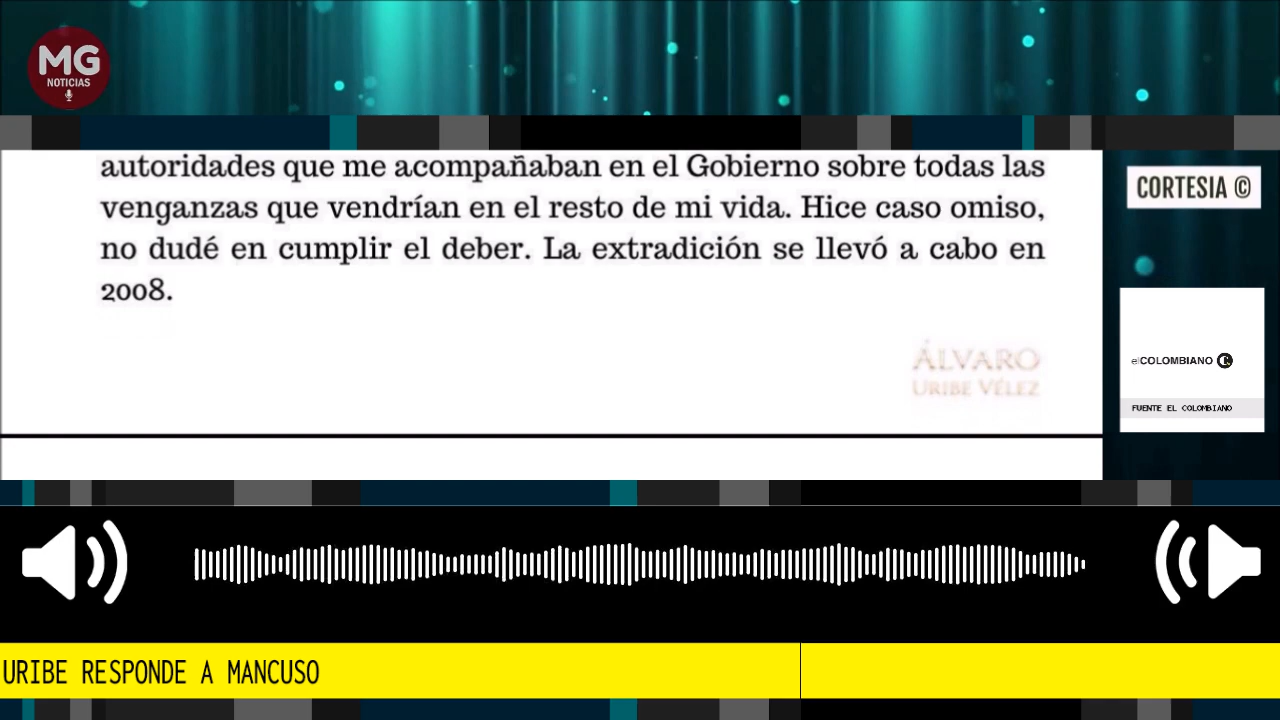 MG
NOTICIAS
autoridades que me acompañaban en el Gobierno sobre todas las
venganzas que vendrían en el resto de mi vida. Hice caso omiso,
no dudé en cumplir el deber. La extradición se llevó a cabo en
2008.
ÁLVARO
URIBE VÉLEZ
CORTESIA ©
elCOLOMBIANO C
FUENTE EL COLOMBIANO
URIBE RESPONDE A MANCUSO